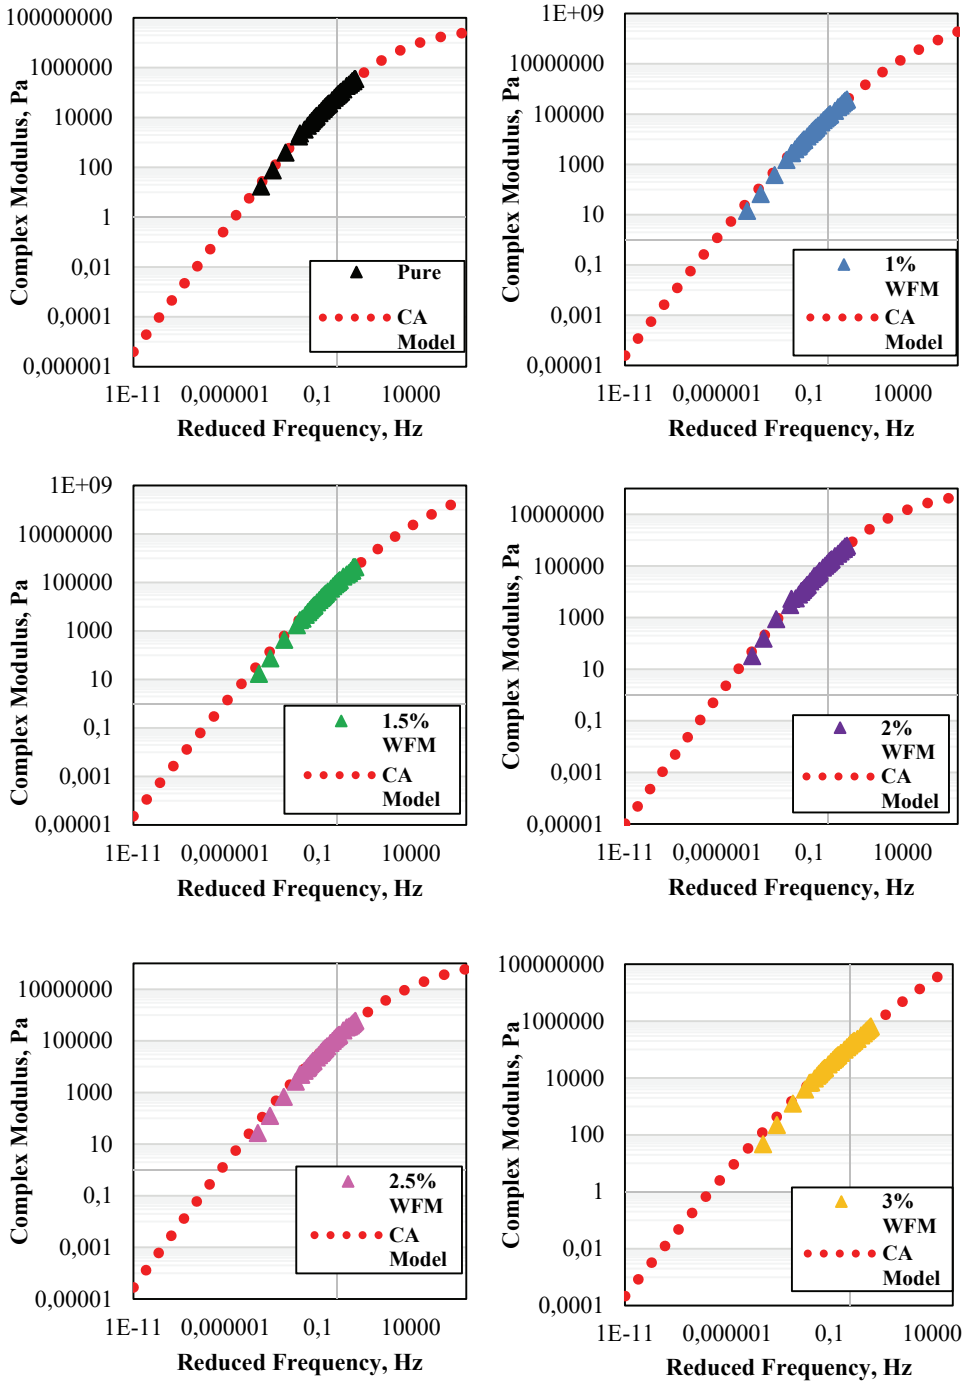 100000000
1000000
10000
100
1
0,01
0,0001
0,000001
Complex Modulus, Pa
1E-11
0,000001
0,1
10000
Reduced Frequency, Hz
Pure
CA
Model
1E+09
10000000
100000
1000
10
0,1
0,001
0,00001
Complex Modulus, Pa
1E-11
0,000001
0,1
10000
Reduced Frequency, Hz
1%
WFM
CA
Model
1E+09
10000000
100000
1000
10
0,1
0,001
0,00001
Complex Modulus, Pa
1E-11
0,000001
0,1
10000
Reduced Frequency, Hz
1.5%
WFM
CA
Model
10000000
100000
1000
10
0,1
0,001
0,00001
Complex Modulus, Pa
1E-11
0,000001
0,1
10000
Reduced Frequency, Hz
2%
WFM
CA
Model
10000000
100000
1000
10
0,1
0,001
0,00001
Complex Modulus, Pa
1E-11
0,000001
0,1
10000
Reduced Frequency, Hz
2.5%
WFM
CA
Model
100000000
1000000
10000
100
1
0,01
0,0001
Complex Modulus, Pa
1E-11
0,000001
0,1
10000
Reduced Frequency, Hz
3%
WFM
CA
Model